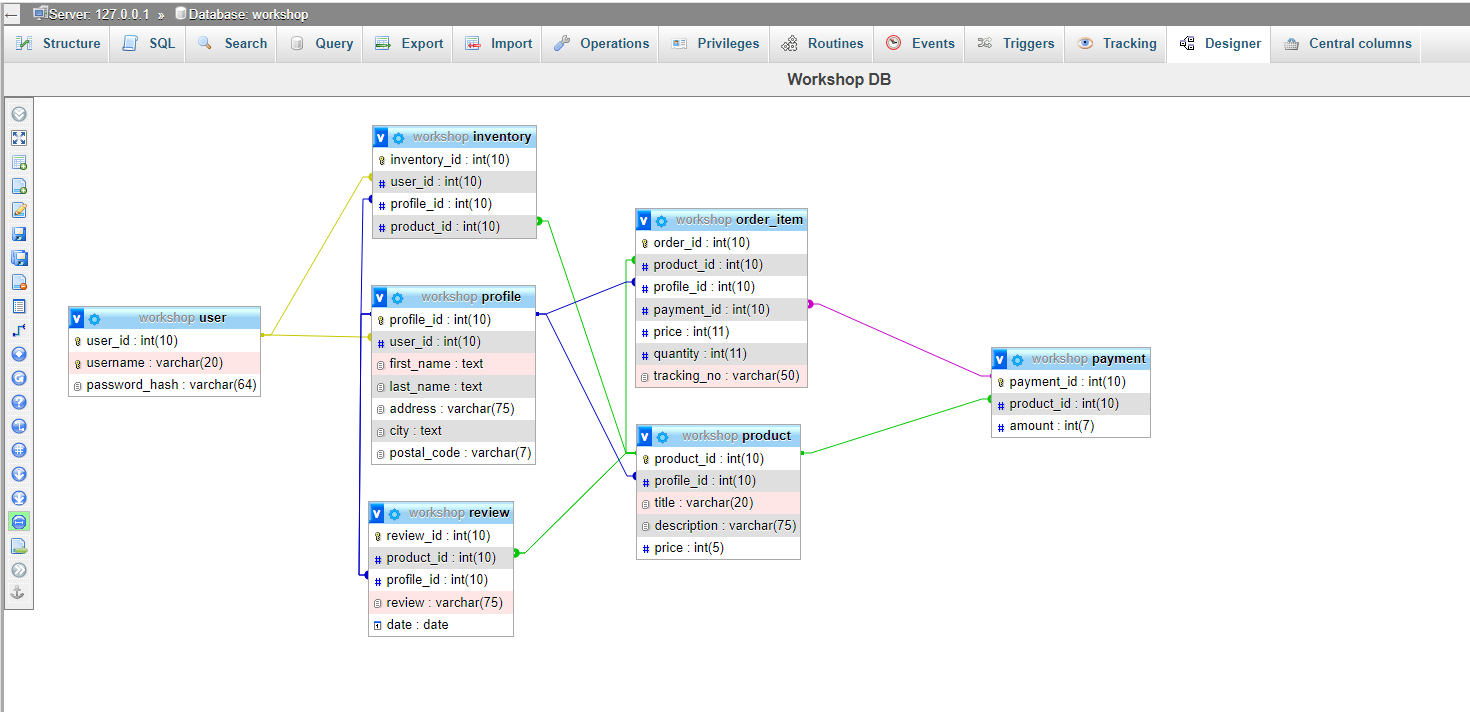 Server: 127.0.0.1 » Database: workshop
Structure SQL Search Query Export Import Operations Privileges Routines Events Triggers Tracking Designer Central columns
Workshop DB
v workshop inventory
inventory_id : int(10)
# user_id : int(10)
# profile_id : int(10)
# product_id : int(10)
v workshop order_item
order_id : int(10)
# product_id : int(10)
# profile_id : int(10)
# payment_id : int(10)
# price : int(11)
# quantity : int(11)
tracking_no : varchar(50)
v workshop profile
profile_id : int(10)
# user_id : int(10)
first_name : text
last_name : text
address : varchar(75)
city : text
postal_code : varchar(7)
v workshop user
user_id : int(10)
username : varchar(20)
password_hash : varchar(64)
v workshop payment
payment_id : int(10)
# product_id : int(10)
# amount : int(7)
v workshop product
product_id : int(10)
# profile_id : int(10)
title : varchar(20)
description : varchar(75)
# price : int(5)
v workshop review
review_id : int(10)
# product_id : int(10)
# profile_id : int(10)
review : varchar(75)
date : date